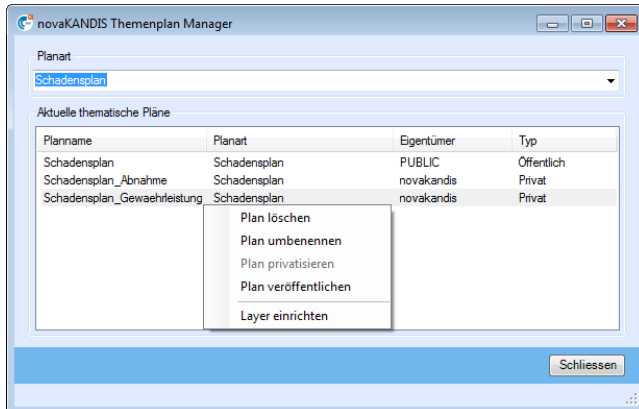 novaKANDIS Themenplan Manager
Planart
Schadensplan
Aktuelle thematische Pläne
Planname Planart Eigentümer Typ
Schadensplan Schadensplan PUBLIC Öffentlich
Schadensplan_Abnahme Schadensplan novakandis Privat
Schadensplan_Gewaehrleistung Schadensplan novakandis Privat
Plan löschen
Plan umbenennen
Plan privatisieren
Plan veröffentlichen
Layer einrichten
Schliessen